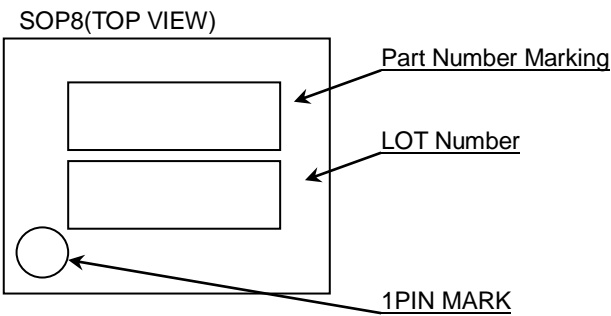 SOP8(TOP VIEW)
Part Number Marking
LOT Number
1PIN MARK